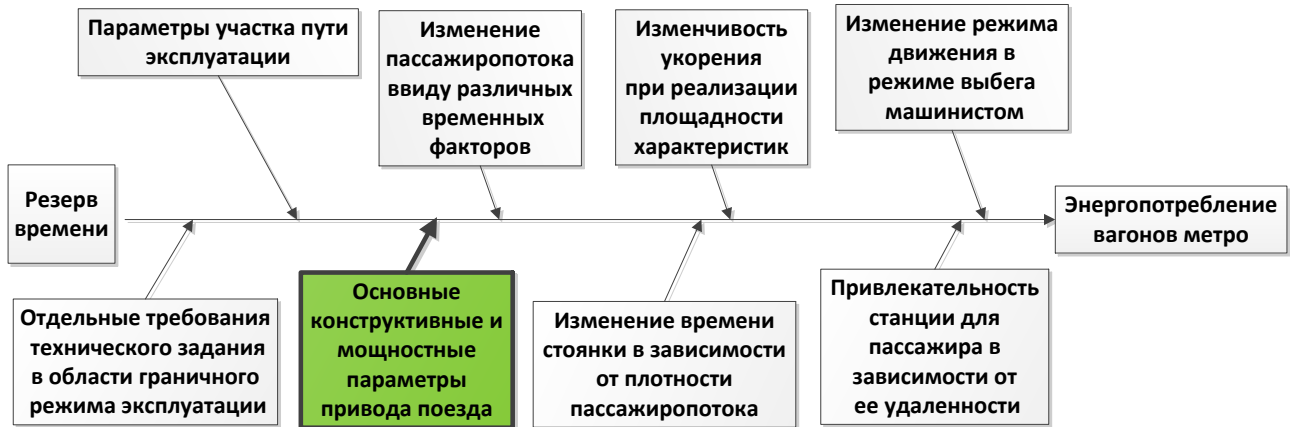 Параметры участка пути
эксплуатации
Изменение
пассажиропотока
ввиду различных
временных
факторов
Изменчивость
укорения
при реализации
площадности
характеристик
Изменение режима
движения в
режиме выбега
машинистом
Резерв
времени
Энергопотребление
вагонов метро
Отдельные требования
технического задания
в области граничного
режима эксплуатации
Основные
конструктивные и
мощностные
параметры
привода поезда
Изменение времени
стоянки в зависимости
от плотности
пассажиропотока
Привлекательность
станции для
пассажира в
зависимости от
ее удаленности